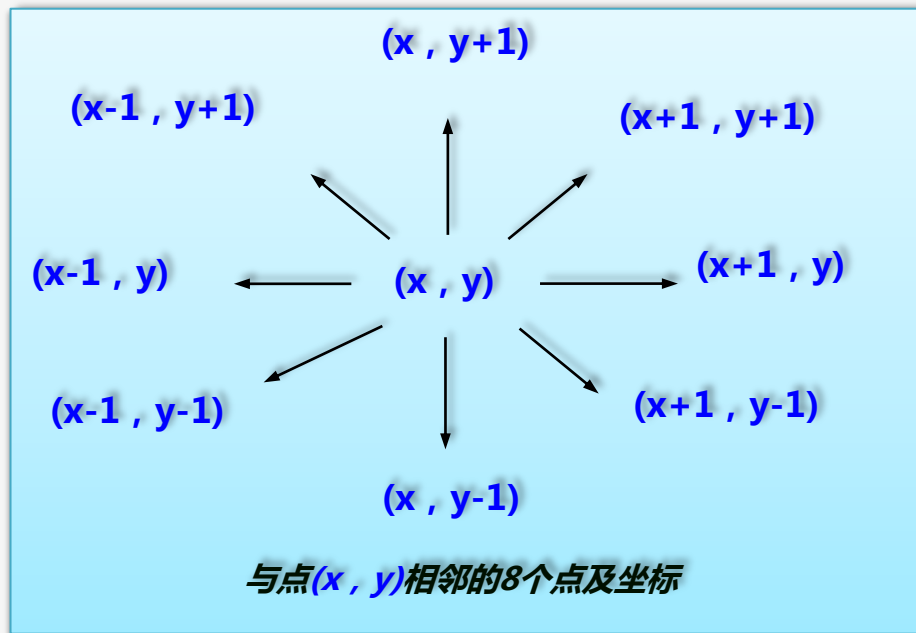 (x , y+1)
(x-1 , y+1)
(x+1 , y+1)
(x-1 , y)
(x , y)
(x+1 , y)
(x-1 , y-1)
(x+1 , y-1)
(x , y-1)
与点(x , y)相邻的8个点及坐标